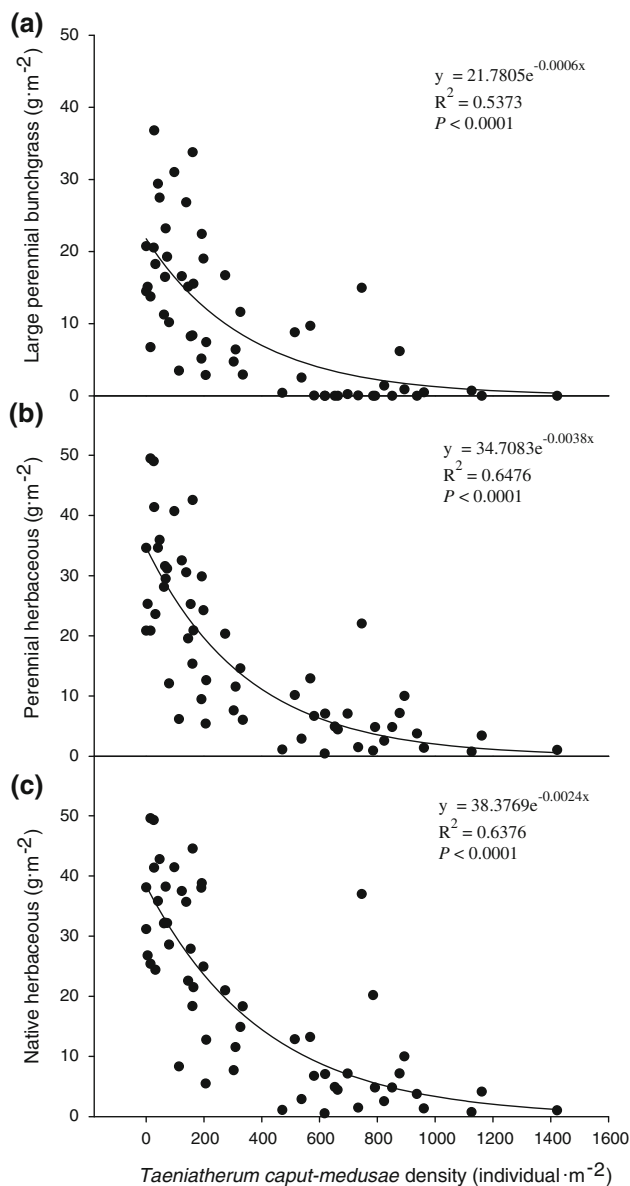 (a)
50
40
30
20
10
0
Large perennial bunchgrass (g·m⁻²)
y = 21.7805e⁻⁰·⁰⁰⁰⁶ˣ
R² = 0.5373
P < 0.0001
(b)
50
40
30
20
10
0
Perennial herbaceous (g·m⁻²)
y = 34.7083e⁻⁰·⁰⁰³⁸ˣ
R² = 0.6476
P < 0.0001
(c)
50
40
30
20
10
0
Native herbaceous (g·m⁻²)
y = 38.3769e⁻⁰·⁰⁰²⁴ˣ
R² = 0.6376
P < 0.0001
0 200 400 600 800 1000 1200 1400 1600
Taeniatherum caput-medusae density (individual·m⁻²)